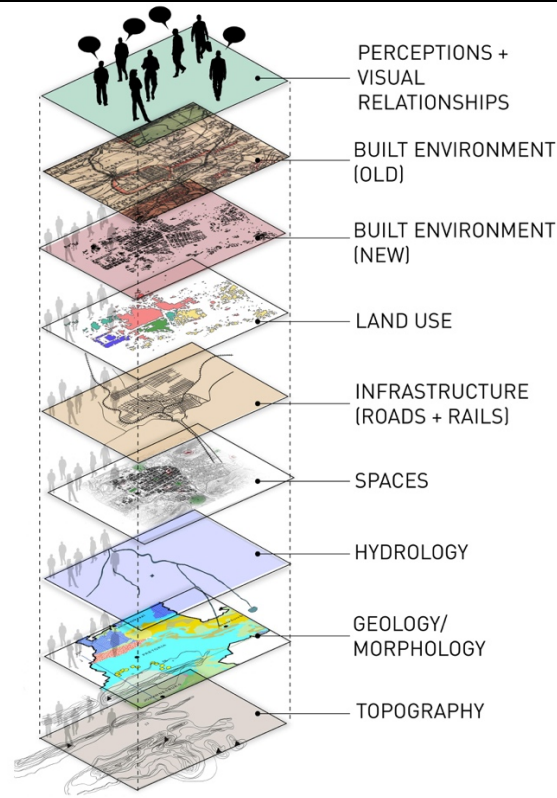 PERCEPTIONS +
VISUAL
RELATIONSHIPS
BUILT ENVIRONMENT
(OLD)
BUILT ENVIRONMENT
(NEW)
LAND USE
INFRASTRUCTURE
(ROADS + RAILS)
SPACES
HYDROLOGY
GEOLOGY/
MORPHOLOGY
TOPOGRAPHY